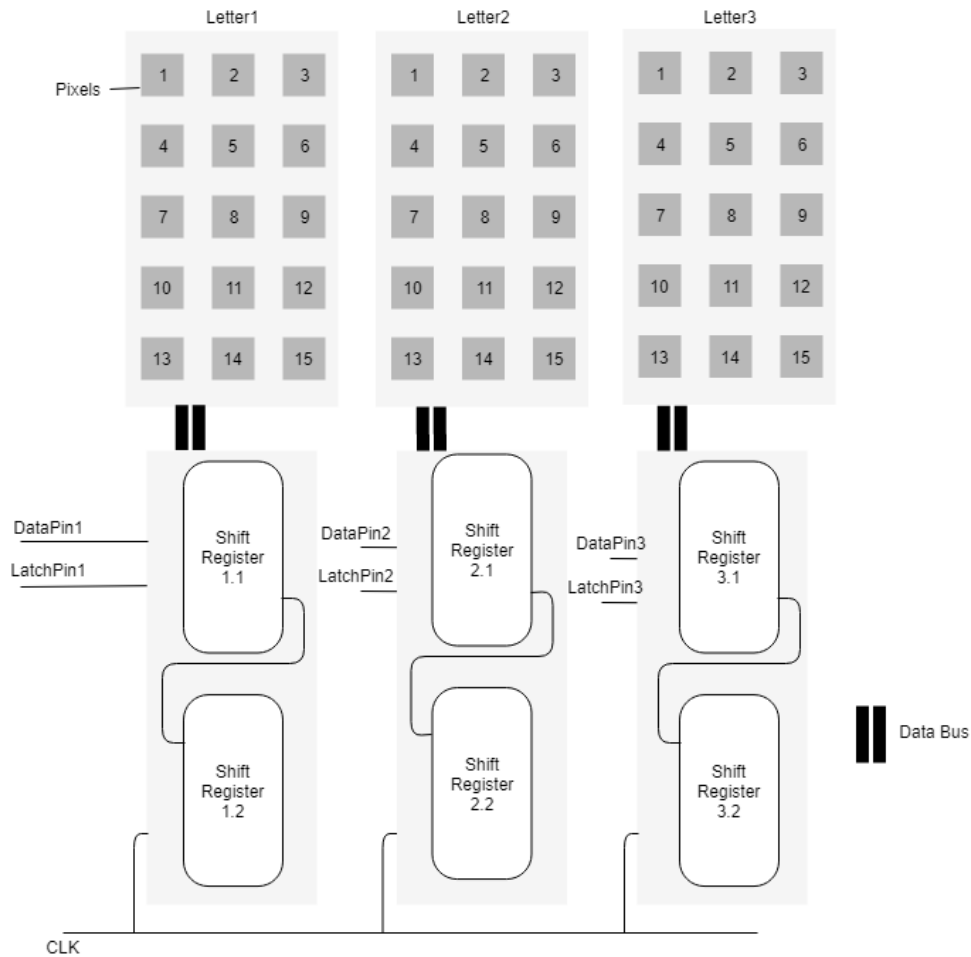 Letter1
Letter2
Letter3
Pixels
1 2 3
4 5 6
7 8 9
10 11 12
13 14 15
1 2 3
4 5 6
7 8 9
10 11 12
13 14 15
1 2 3
4 5 6
7 8 9
10 11 12
13 14 15
DataPin1
LatchPin1
Shift
Register
1.1
DataPin2
LatchPin2
Shift
Register
2.1
DataPin3
LatchPin3
Shift
Register
3.1
Shift
Register
1.2
Shift
Register
2.2
Shift
Register
3.2
Data Bus
CLK